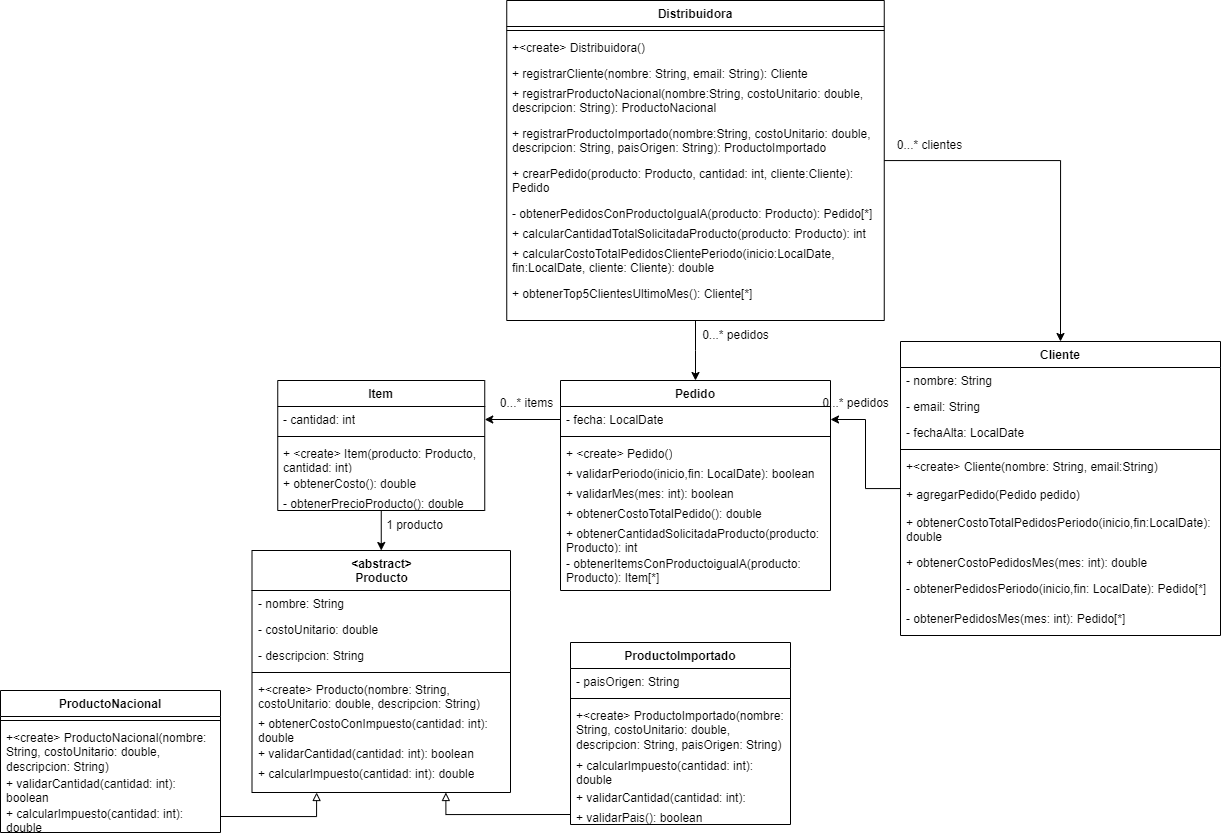 Distribuidora
+<create> Distribuidora()
+ registrarCliente(nombre: String, email: String): Cliente
+ registrarProductoNacional(nombre:String, costoUnitario: double,
descripcion: String): ProductoNacional
+ registrarProductoImportado(nombre:String, costoUnitario: double,
descripcion: String, paisOrigen: String): ProductoImportado
+ crearPedido(producto: Producto, cantidad: int, cliente:Cliente):
Pedido
- obtenerPedidosConProductoIgualA(producto: Producto): Pedido[*]
+ calcularCantidadTotalSolicitadaProducto(producto: Producto): int
+ calcularCostoTotalPedidosClientePeriodo(inicio:LocalDate,
fin:LocalDate, cliente: Cliente): double
+ obtenerTop5ClientesUltimoMes(): Cliente[*]
0...* clientes
0...* pedidos
Cliente
- nombre: String
- email: String
- fechaAlta: LocalDate
+<create> Cliente(nombre: String, email:String)
+ agregarPedido(Pedido pedido)
+ obtenerCostoTotalPedidosPeriodo(inicio,fin:LocalDate):
double
+ obtenerCostoPedidosMes(mes: int): double
- obtenerPedidosPeriodo(inicio,fin: LocalDate): Pedido[*]
- obtenerPedidosMes(mes: int): Pedido[*]
0...* pedidos
Pedido
- fecha: LocalDate
+ <create> Pedido()
+ validarPeriodo(inicio,fin: LocalDate): boolean
+ validarMes(mes: int): boolean
+ obtenerCostoTotalPedido(): double
+ obtenerCantidadSolicitadaProducto(producto:
Producto): int
- obtenerItemsConProductoigualA(producto:
Producto): Item[*]
0...* items
Item
- cantidad: int
+ <create> Item(producto: Producto,
cantidad: int)
+ obtenerCosto(): double
- obtenerPrecioProducto(): double
1 producto
<abstract>
Producto
- nombre: String
- costoUnitario: double
- descripcion: String
+<create> Producto(nombre: String,
costoUnitario: double, descripcion: String)
+ obtenerCostoConImpuesto(cantidad: int):
double
+ validarCantidad(cantidad: int): boolean
+ calcularImpuesto(cantidad: int): double
ProductoImportado
- paisOrigen: String
+<create> ProductoImportado(nombre:
String, costoUnitario: double,
descripcion: String, paisOrigen: String)
+ calcularImpuesto(cantidad: int):
double
+ validarCantidad(cantidad: int):
+ validarPais(): boolean
ProductoNacional
+<create> ProductoNacional(nombre:
String, costoUnitario: double,
descripcion: String)
+ validarCantidad(cantidad: int):
boolean
+ calcularImpuesto(cantidad: int):
double